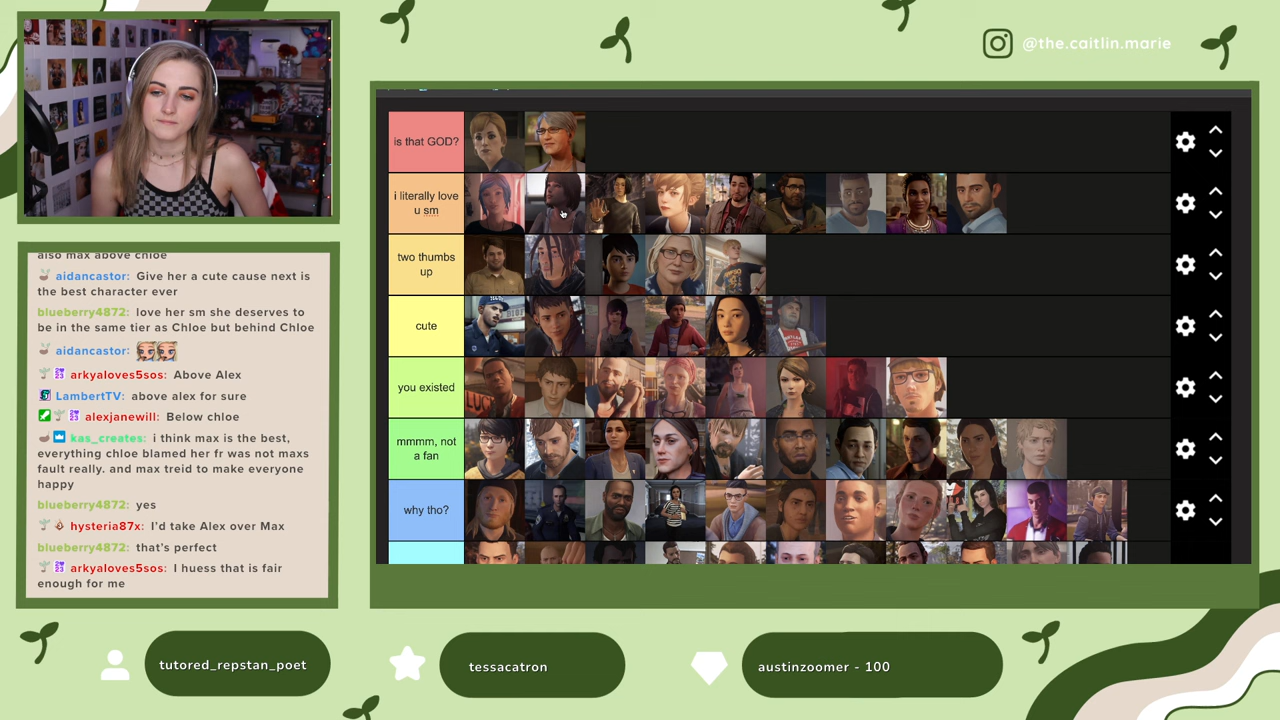 @the.caitlin.marie
also max above chloe
aidancastor: Give her a cute cause next is
the best character ever
blueberry4872: love her sm she deserves to
be in the same tier as Chloe but behind Chloe
aidancastor:
arkyaloves5sos: Above Alex
LambertTV: above alex for sure
alexjanewill: Below chloe
kas_creates: i think max is the best,
everything chloe blamed her fr was not maxs
fault really. and max treid to make everyone
happy
blueberry4872: yes
hysteria87x: I'd take Alex over Max
blueberry4872: that's perfect
arkyaloves5sos: I huess that is fair
enough for me
is that GOD?
i literally love
u sm
two thumbs
up
cute
you existed
mmmm, not
a fan
why tho?
tutored_repstan_poet
tessacatron
austinzoomer - 100